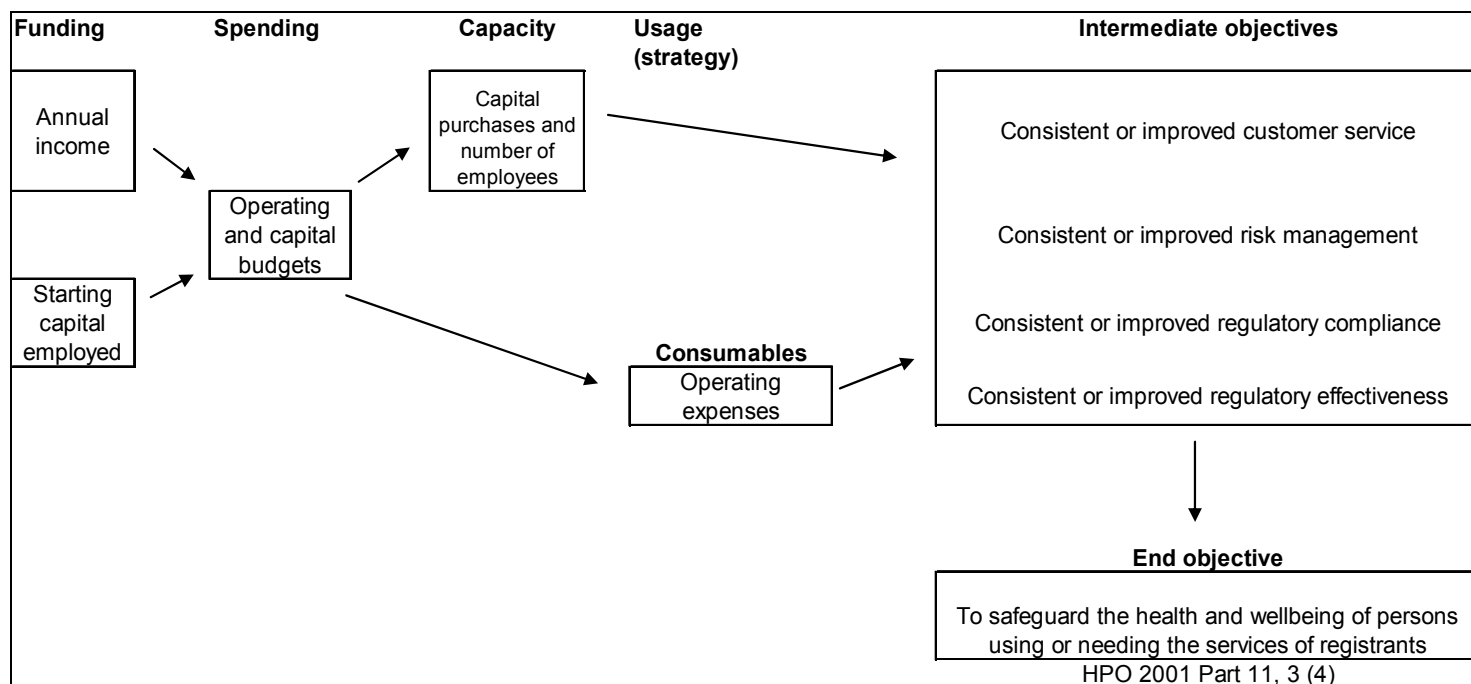 Funding
Spending
Capacity
Usage
(strategy)
Intermediate objectives
Annual
income
Capital
purchases and
number of
employees
Consistent or improved customer service
Operating
and capital
budgets
Consistent or improved risk management
Starting
capital
employed
Consistent or improved regulatory compliance
Consumables
Operating
expenses
Consistent or improved regulatory effectiveness
End objective
To safeguard the health and wellbeing of persons
using or needing the services of registrants
HPO 2001 Part 11, 3 (4)